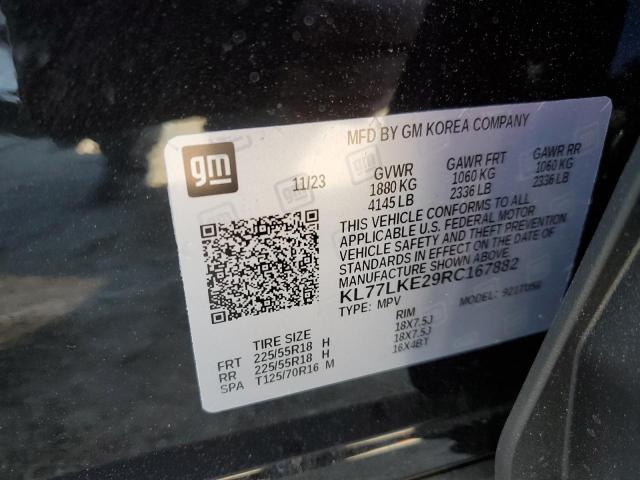 MFD BY GM KOREA COMPANY
gm
11/23
GVWR
1880 KG
4145 LB
GAWR FRT
1060 KG
2336 LB
GAWR RR
1060 KG
2336 LB
THIS VEHICLE CONFORMS TO ALL
APPLICABLE U.S. FEDERAL MOTOR
VEHICLE SAFETY AND THEFT PREVENTION
STANDARDS IN EFFECT ON THE DATE OF
MANUFACTURE SHOWN ABOVE.
KL77LKE29RC167882
TYPE: MPV
MODEL:
TIRE SIZE
RIM
FRT 225/55R18 H 18X7.5J
RR 225/55R18 H 18X7.5J
SPA T125/70R16 M 16X4BT